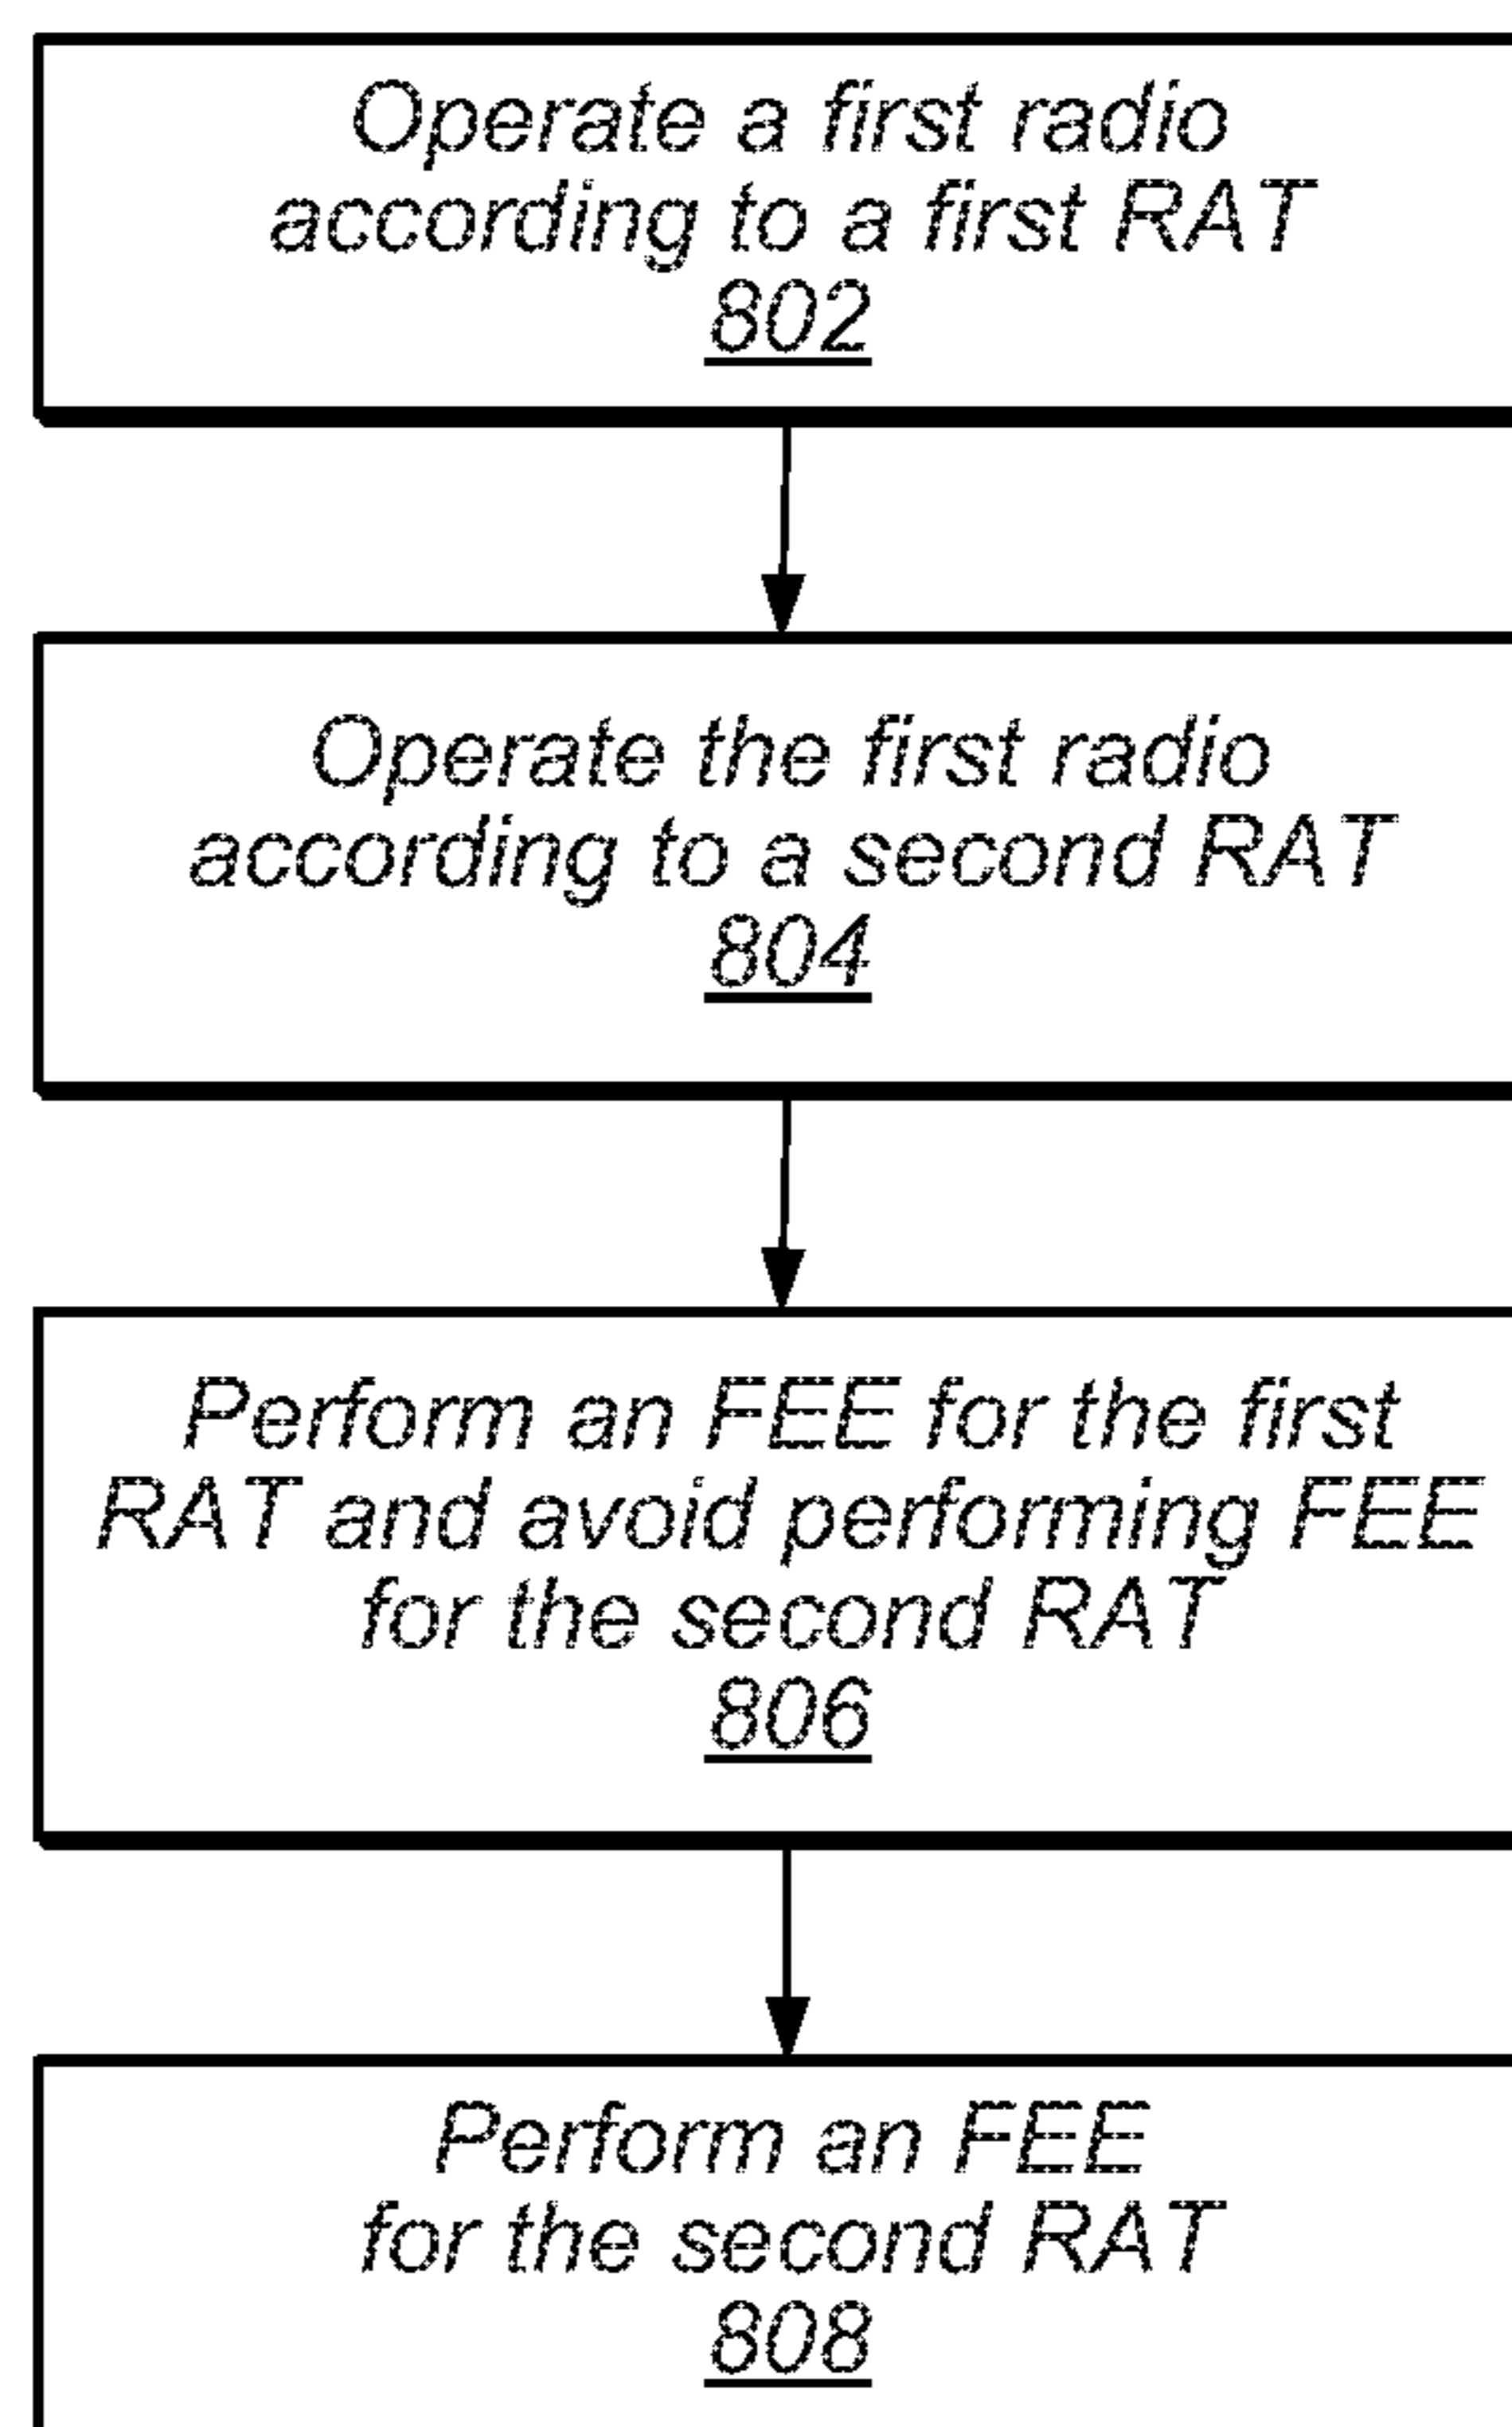 Operate a first radio
according to a first RAT
802
Operate the first radio
according to a second RAT
804
Perform an FEE for the first
RAT and avoid performing FEE
for the second RAT
806
Perform an FEE
for the second RAT
808